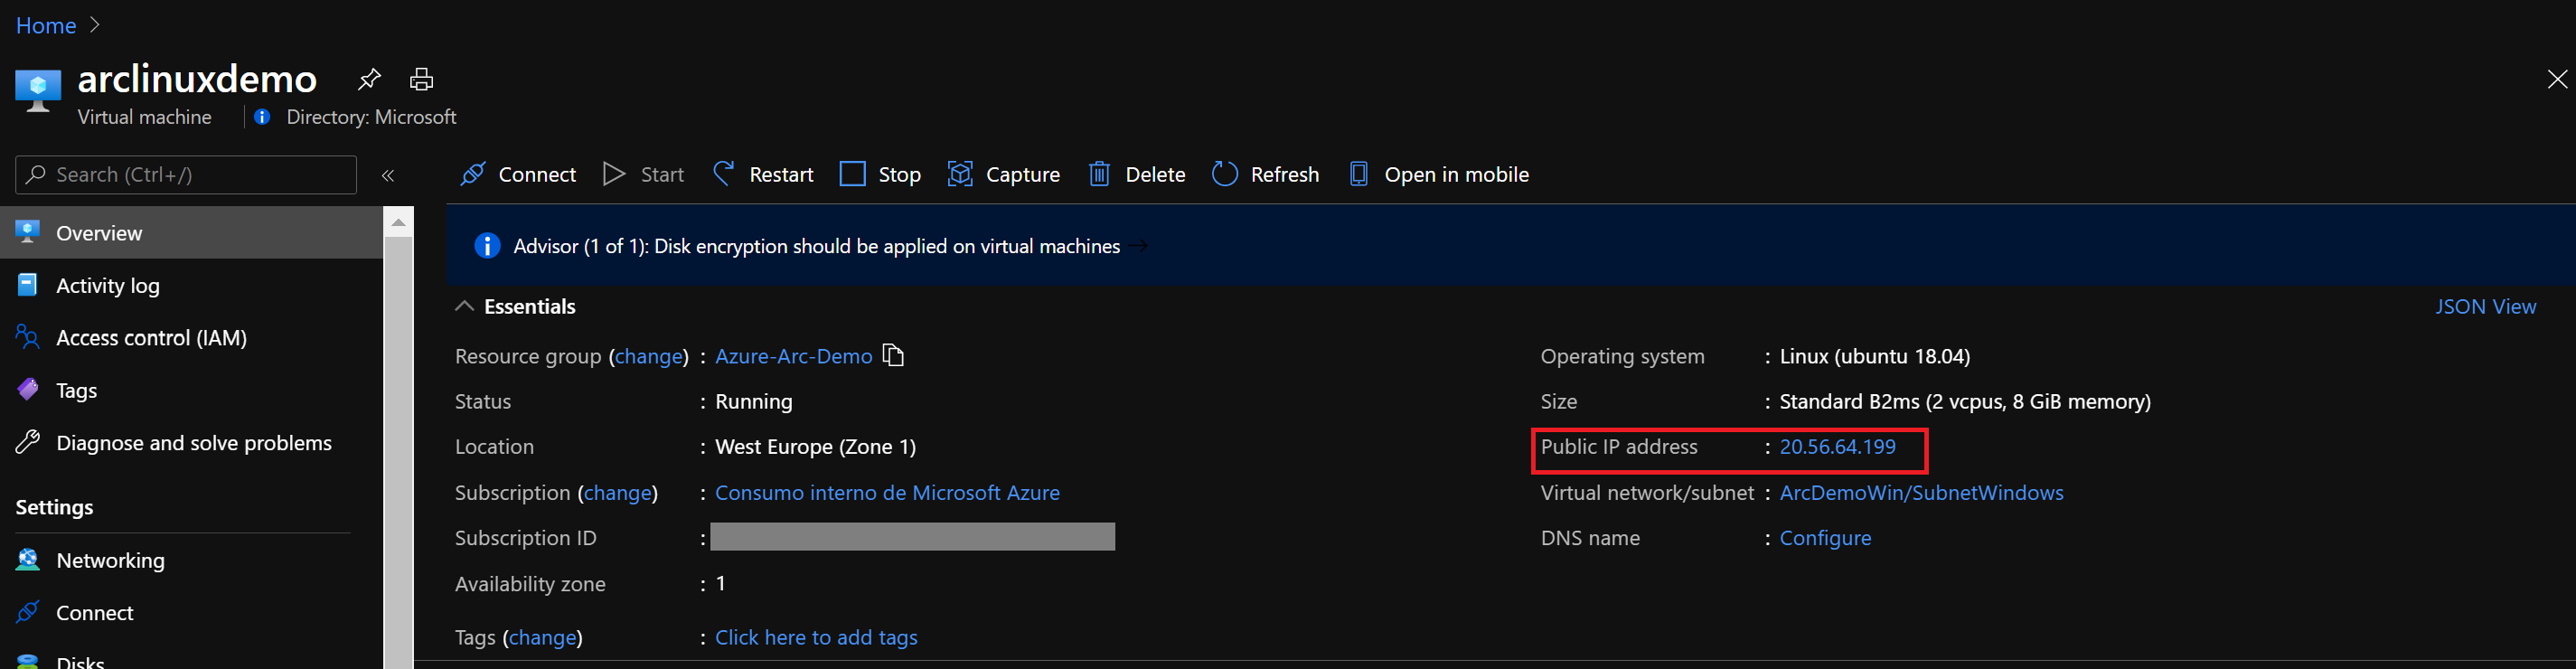 Home
arclinuxdemo
Virtual machine
Directory: Microsoft
Search (Ctrl+/)
«
Connect
Start
Restart
Stop
Capture
Delete
Refresh
Open in mobile
Overview
Activity log
Access control (IAM)
Tags
Diagnose and solve problems
Settings
Networking
Connect
Disks
Advisor (1 of 1): Disk encryption should be applied on virtual machines →
Essentials
JSON View
Resource group (change) : Azure-Arc-Demo
Status : Running
Location : West Europe (Zone 1)
Subscription (change) : Consumo interno de Microsoft Azure
Subscription ID :
Availability zone : 1
Tags (change) : Click here to add tags
Operating system : Linux (ubuntu 18.04)
Size : Standard B2ms (2 vcpus, 8 GiB memory)
Public IP address : 20.56.64.199
Virtual network/subnet : ArcDemoWin/SubnetWindows
DNS name : Configure